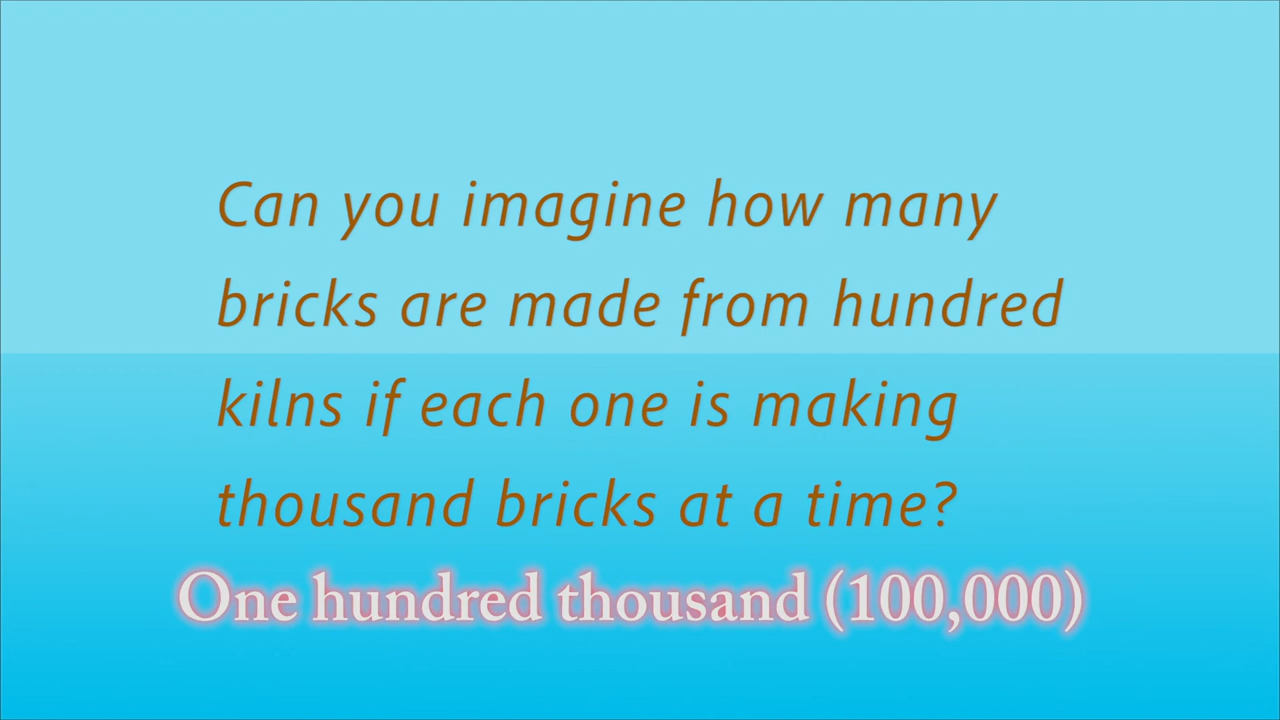 Can you imagine how many
bricks are made from hundred
kilns if each one is making
thousand bricks at a time?
One hundred thousand (100,000)